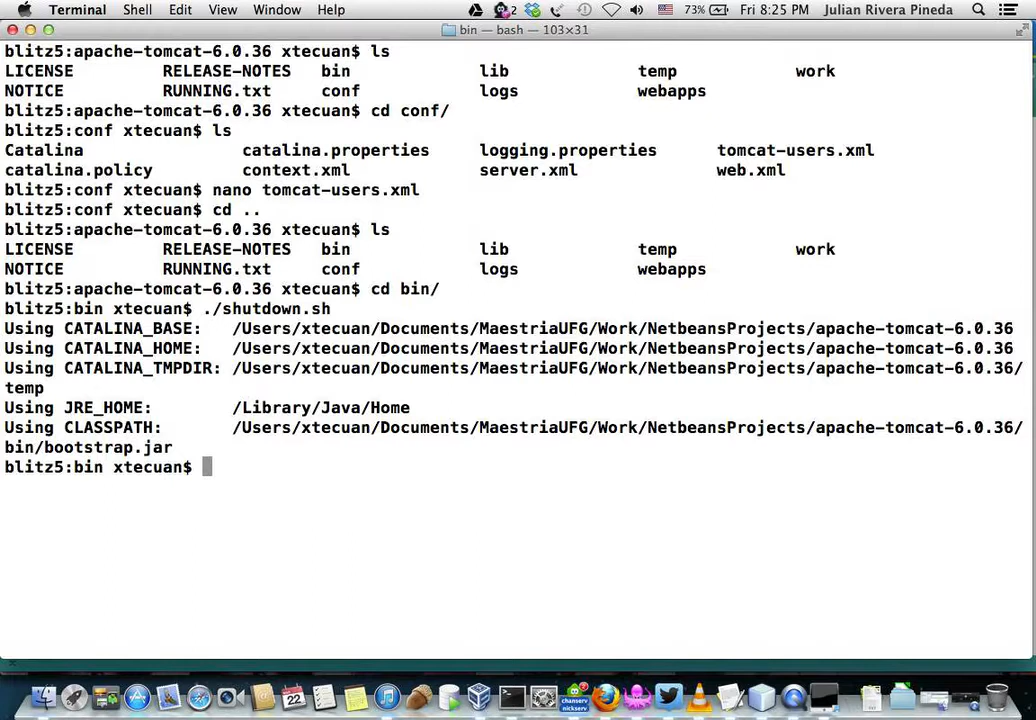 Terminal Shell Edit View Window Help 2 73% Fri 8:25 PM Julian Rivera Pineda
bin — bash — 103×31
blitz5:apache-tomcat-6.0.36 xtecuan$ ls
LICENSE RELEASE-NOTES bin lib temp work
NOTICE RUNNING.txt conf logs webapps
blitz5:apache-tomcat-6.0.36 xtecuan$ cd conf/
blitz5:conf xtecuan$ ls
Catalina catalina.properties logging.properties tomcat-users.xml
catalina.policy context.xml server.xml web.xml
blitz5:conf xtecuan$ nano tomcat-users.xml
blitz5:conf xtecuan$ cd ..
blitz5:apache-tomcat-6.0.36 xtecuan$ ls
LICENSE RELEASE-NOTES bin lib temp work
NOTICE RUNNING.txt conf logs webapps
blitz5:apache-tomcat-6.0.36 xtecuan$ cd bin/
blitz5:bin xtecuan$ ./shutdown.sh
Using CATALINA_BASE: /Users/xtecuan/Documents/MaestriaUFG/Work/NetbeansProjects/apache-tomcat-6.0.36
Using CATALINA_HOME: /Users/xtecuan/Documents/MaestriaUFG/Work/NetbeansProjects/apache-tomcat-6.0.36
Using CATALINA_TMPDIR: /Users/xtecuan/Documents/MaestriaUFG/Work/NetbeansProjects/apache-tomcat-6.0.36/
temp
Using JRE_HOME: /Library/Java/Home
Using CLASSPATH: /Users/xtecuan/Documents/MaestriaUFG/Work/NetbeansProjects/apache-tomcat-6.0.36/
bin/bootstrap.jar
blitz5:bin xtecuan$
22
chanserv
nickserv